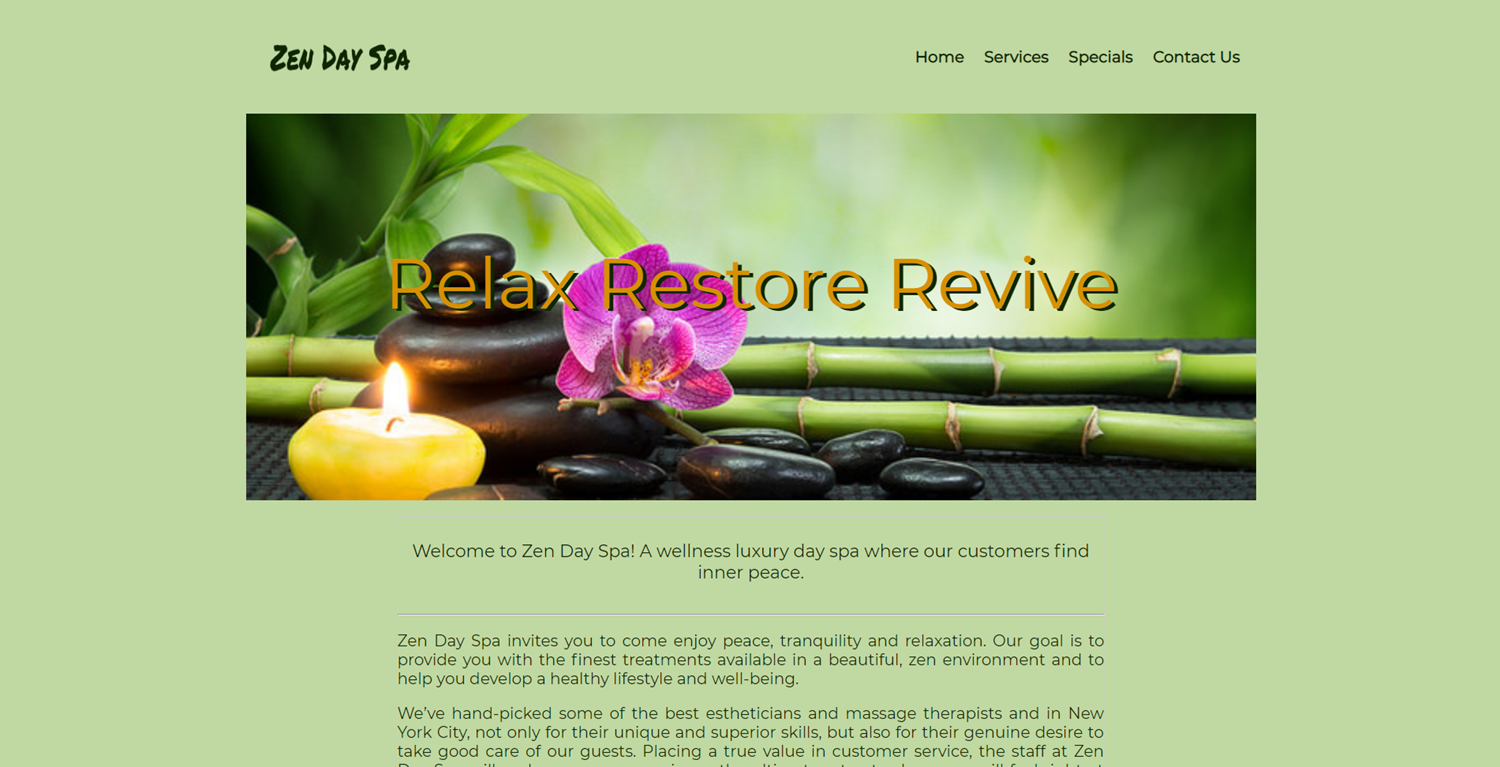 Zen Day Spa
Home Services Specials Contact Us
Relax Restore Revive
Welcome to Zen Day Spa! A wellness luxury day spa where our customers find
inner peace.
Zen Day Spa invites you to come enjoy peace, tranquility and relaxation. Our goal is to
provide you with the finest treatments available in a beautiful, zen environment and to
help you develop a healthy lifestyle and well-being.
We've hand-picked some of the best estheticians and massage therapists and in New
York City, not only for their unique and superior skills, but also for their genuine desire to
take good care of our guests. Placing a true value in customer service, the staff at Zen